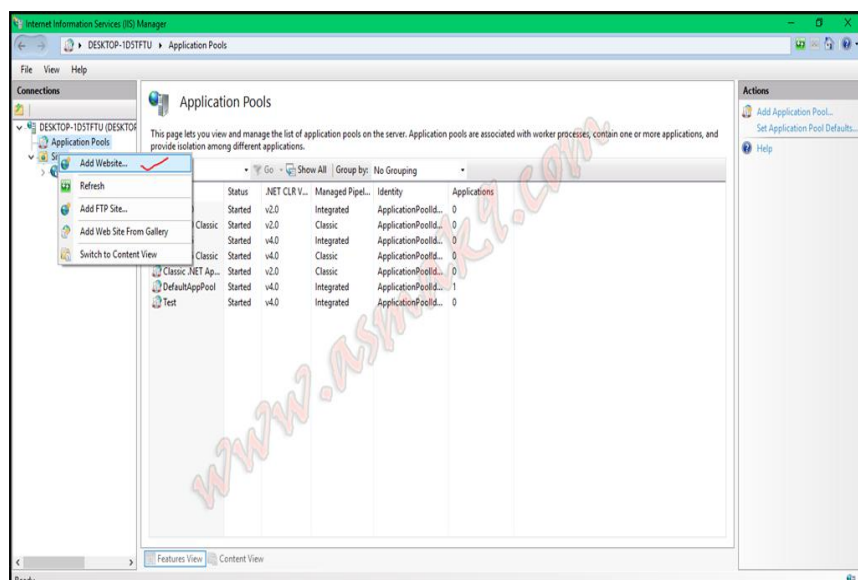 Internet Information Services (IIS) Manager
DESKTOP-1D5TFTU Application Pools
File View Help
Connections
DESKTOP-1D5TFTU (DESKTOP
Application Pools
Add Website...
Refresh
Add FTP Site...
Add Web Site From Gallery
Switch to Content View
Application Pools
This page lets you view and manage the list of application pools on the server. Application pools are associated with worker processes, contain one or more applications, and
provide isolation among different applications.
Go Show All Group by: No Grouping
Status .NET CLR V... Managed Pipel... Identity Applications
Started v2.0 Integrated ApplicationPoolId... 0
Classic Started v2.0 Classic ApplicationPoolId... 0
Started v4.0 Integrated ApplicationPoolId... 0
Classic Started v4.0 Classic ApplicationPoolId... 0
Classic .NET Ap... Started v2.0 Classic ApplicationPoolId... 0
DefaultAppPool Started v4.0 Integrated ApplicationPoolId... 1
Test Started v4.0 Integrated ApplicationPoolId... 0
Features View Content View
Actions
Add Application Pool...
Set Application Pool Defaults...
Help
www.asmak9.com